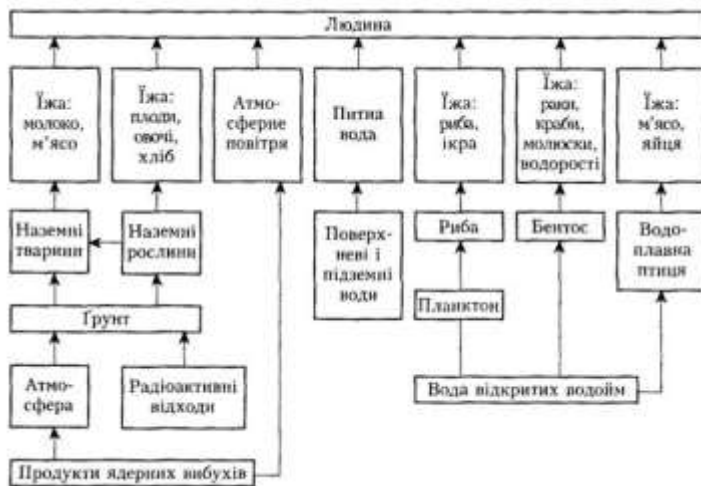 Людина
Їжа:
молоко,
м'ясо
Їжа:
плоди,
овочі,
хліб
Атмо-
сферне
повітря
Питна
вода
Їжа:
риба,
ікра
Їжа:
раки,
краби,
молюски,
водорості
Їжа:
м'ясо,
яйця
Наземні
тварини
Наземні
рослини
Поверх-
неві і
підземні
води
Риба
Бентос
Водо-
плавна
птиця
Планктон
Ґрунт
Атмо-
сфера
Радіоактивні
відходи
Вода відкритих водойм
Продукти ядерних вибухів